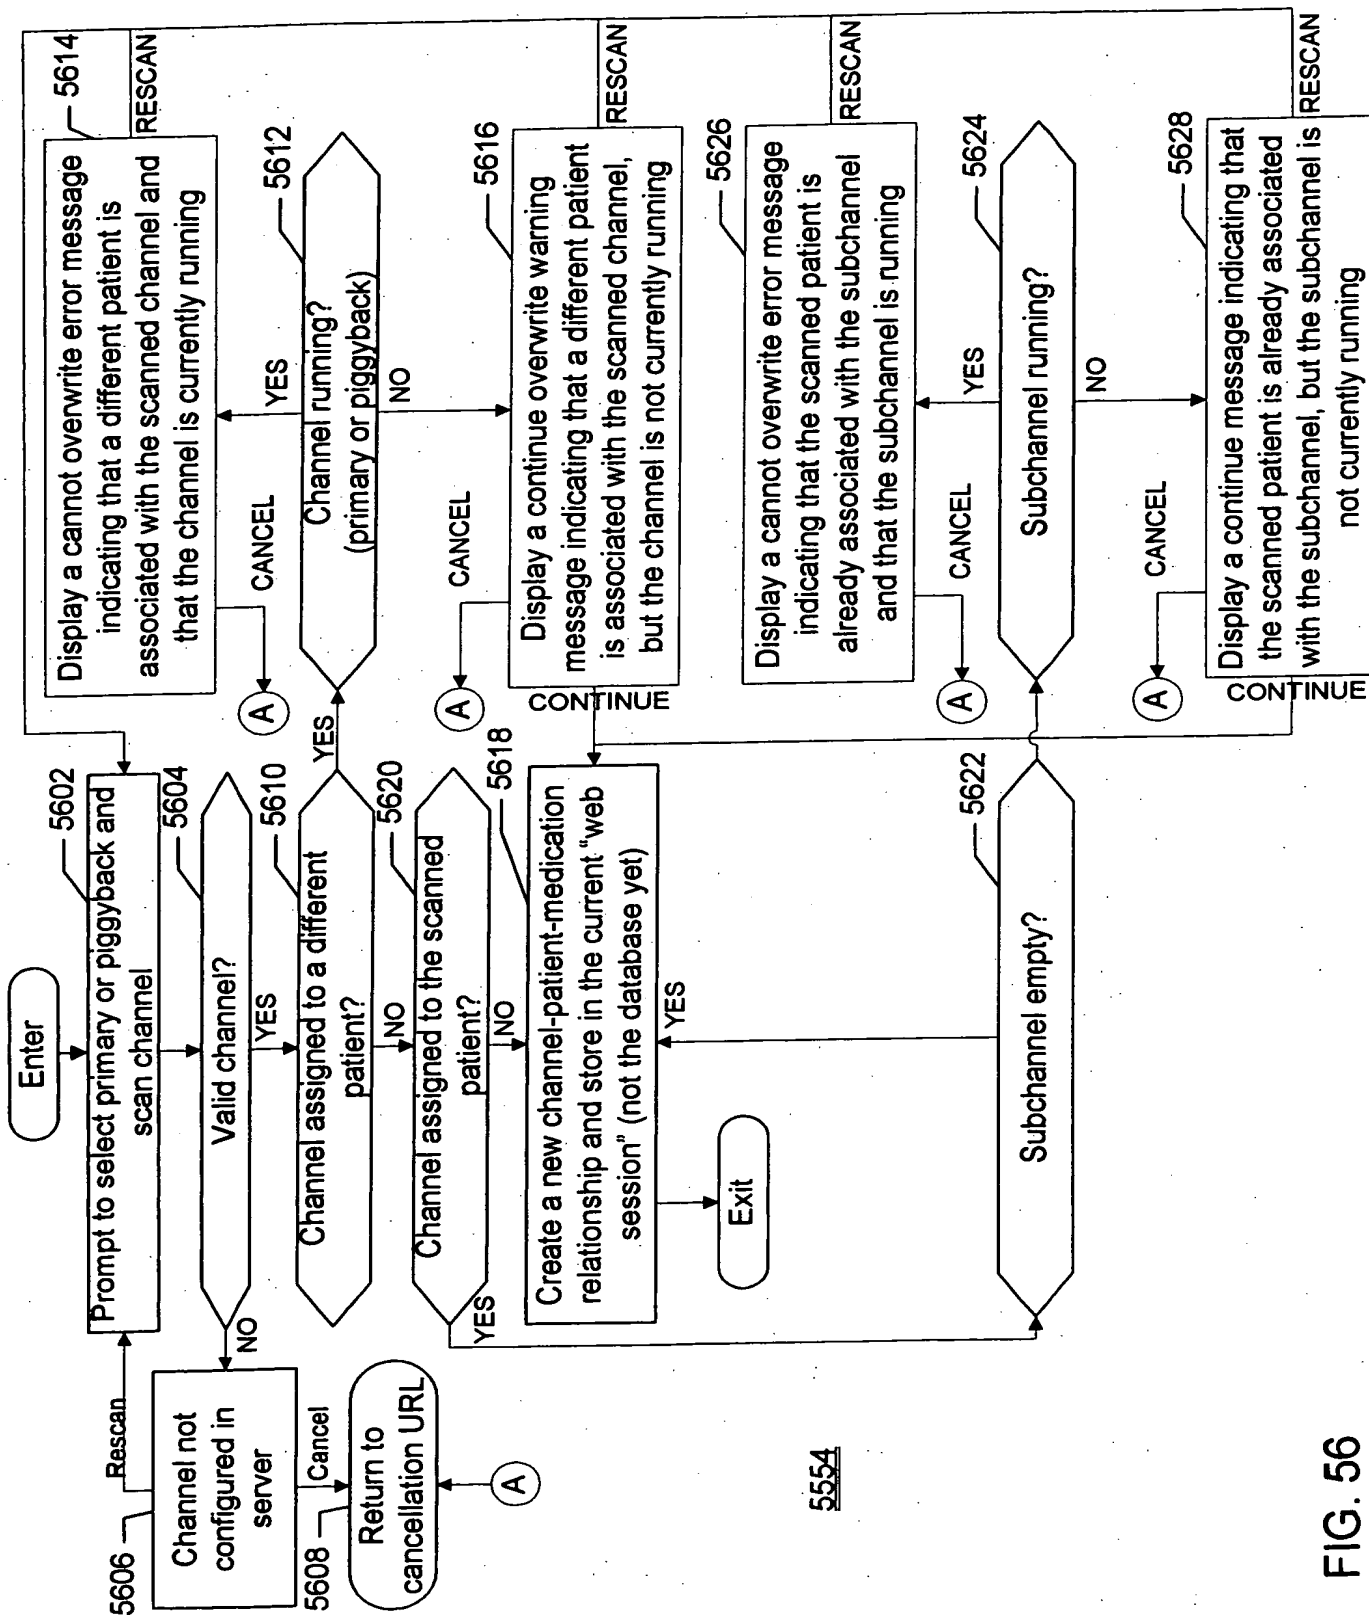 Enter
5602
Prompt to select primary or piggyback and
scan channel
5604
Valid channel?
NO
YES
5606
Channel not
configured in
server
Rescan
Cancel
5608
Return to
cancellation URL
A
5610
Channel assigned to a different
patient?
YES
NO
5612
Channel running?
(primary or piggyback)
YES
NO
5614
Display a cannot overwrite error message
indicating that a different patient is
associated with the scanned channel and
that the channel is currently running
RESCAN
CANCEL
A
5616
Display a continue overwrite warning
message indicating that a different patient
is associated with the scanned channel,
but the channel is not currently running
RESCAN
CANCEL
A
CONTINUE
5620
Channel assigned to the scanned
patient?
YES
NO
5618
Create a new channel-patient-medication
relationship and store in the current "web
session" (not the database yet)
Exit
YES
5622
Subchannel empty?
5624
Subchannel running?
YES
NO
5626
Display a cannot overwrite error message
indicating that the scanned patient is
already associated with the subchannel
and that the subchannel is running
RESCAN
CANCEL
A
5628
Display a continue message indicating that
the scanned patient is already associated
with the subchannel, but the subchannel is
not currently running
RESCAN
CANCEL
A
CONTINUE
5554
FIG. 56